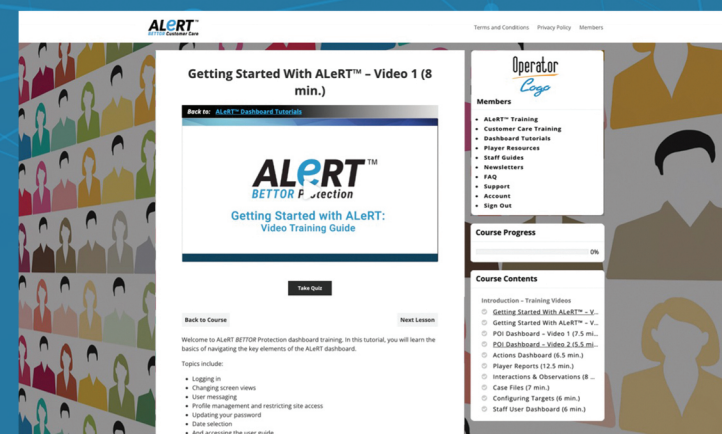 ALeRT™
BETTOR Customer Care
Terms and Conditions Privacy Policy Members
Getting Started With ALeRT™ – Video 1 (8
min.)
Back to: ALeRT™ Dashboard Tutorials
ALeRT™
BETTOR Protection
Getting Started with ALeRT:
Video Training Guide
Take Quiz
Back to Course Next Lesson
Welcome to ALeRT BETTOR Protection dashboard training. In this tutorial, you will learn the
basics of navigating the key elements of the ALeRT dashboard.
Topics include:
• Logging in
• Changing screen views
• User messaging
• Profile management and restricting site access
• Updating your password
• Date selection
• And accessing the user guide
Operator
Logo
Members
• ALeRT™ Training
• Customer Care Training
• Dashboard Tutorials
• Player Resources
• Staff Guides
• Newsletters
• FAQ
• Support
• Account
• Sign Out
Course Progress
0%
Course Contents
Introduction – Training Videos
Getting Started With ALeRT™ – V...
Getting Started With ALeRT™ – V...
POI Dashboard – Video 1 (7.5 mi...
POI Dashboard – Video 2 (5.5 mi...
Actions Dashboard (6.5 min.)
Player Reports (12.5 min.)
Interactions & Observations (8 ...
Case Files (7 min.)
Configuring Targets (6 min.)
Staff User Dashboard (6 min.)